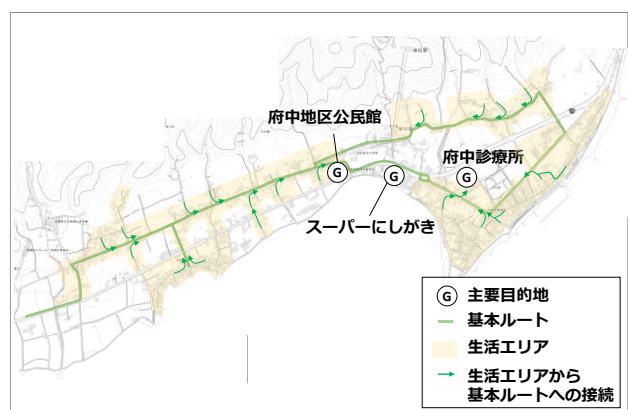 府中地区公民館
G
G
G
府中診療所
スーパーにしがき
G 主要目的地
基本ルート
生活エリア
生活エリアから
基本ルートへの接続